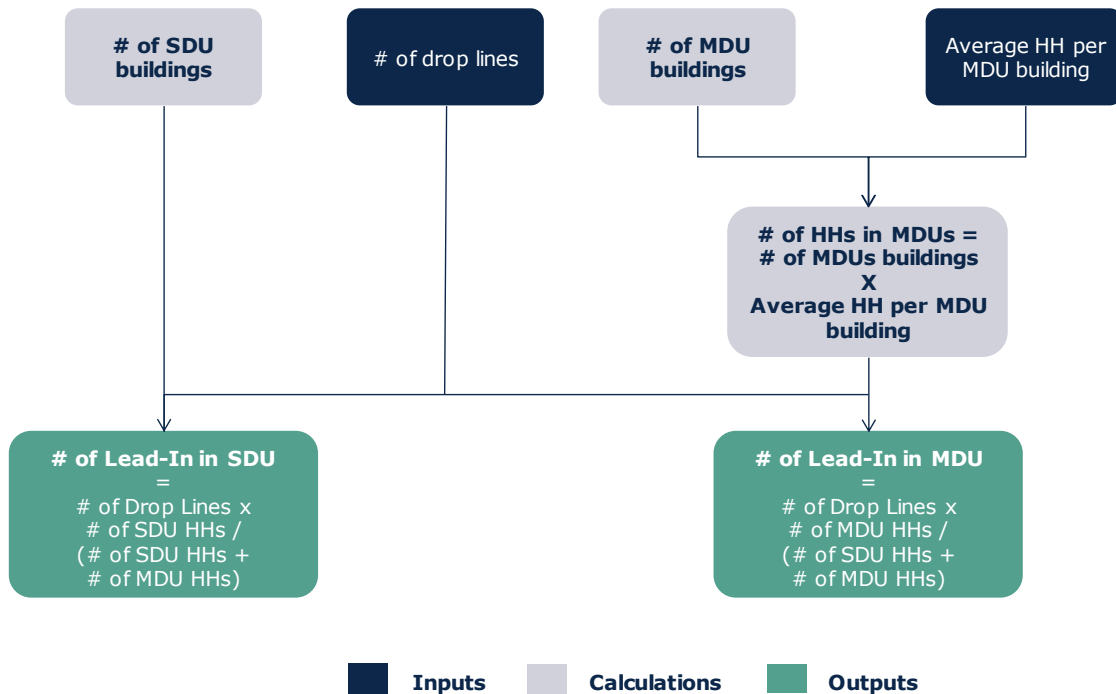 # of SDU
buildings
# of drop lines
# of MDU
buildings
Average HH per
MDU building
# of HHs in MDUs =
# of MDUs buildings
X
Average HH per MDU
building
# of Lead-In in SDU
=
# of Drop Lines x
# of SDU HHs /
(# of SDU HHs +
# of MDU HHs)
# of Lead-In in MDU
=
# of Drop Lines x
# of MDU HHs /
(# of SDU HHs +
# of MDU HHs)
Inputs
Calculations
Outputs